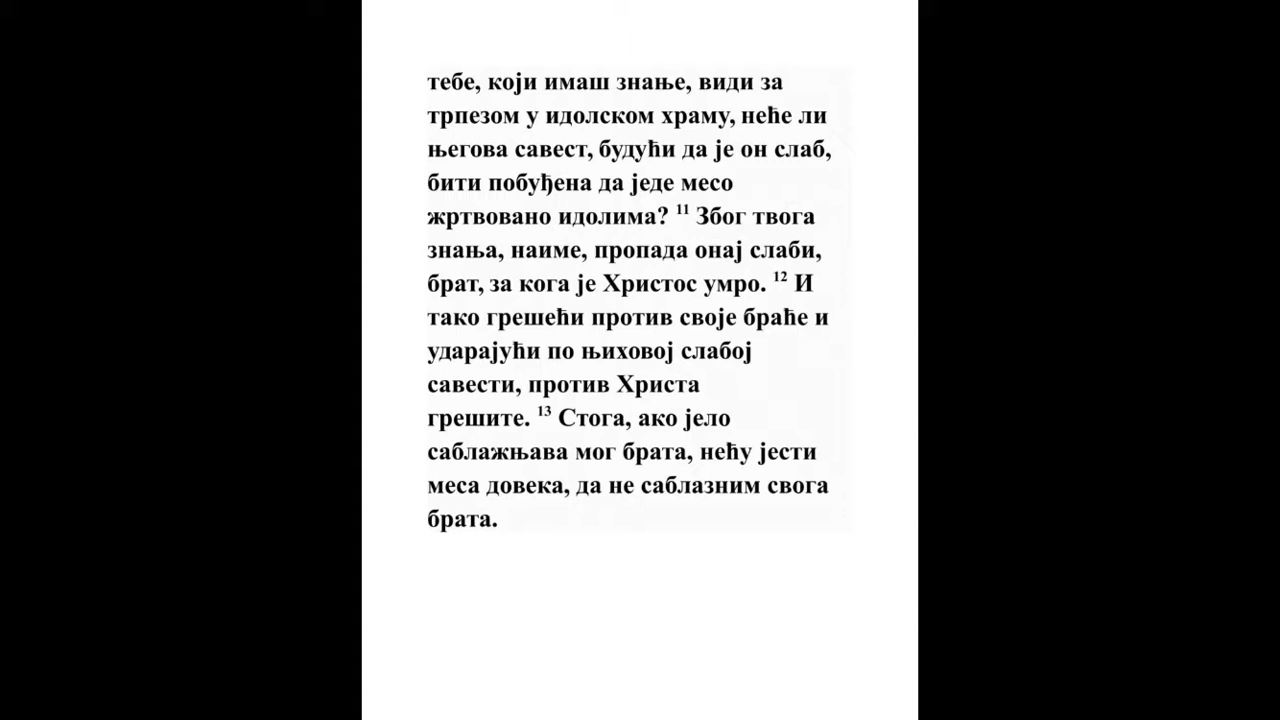 тебе, који имаш знање, види за
трпезом у идолском храму, неће ли
његова савест, будући да је он слаб,
бити побуђена да једе месо
жртвовано идолима? ¹¹ Због твога
знања, наиме, пропада онај слаби,
брат, за кога је Христос умро. ¹² И
тако грешећи против своје браће и
ударајући по њиховој слабој
савести, против Христа
грешите. ¹³ Стога, ако јело
саблажњава мог брата, нећу јести
меса довека, да не саблазним свога
брата.